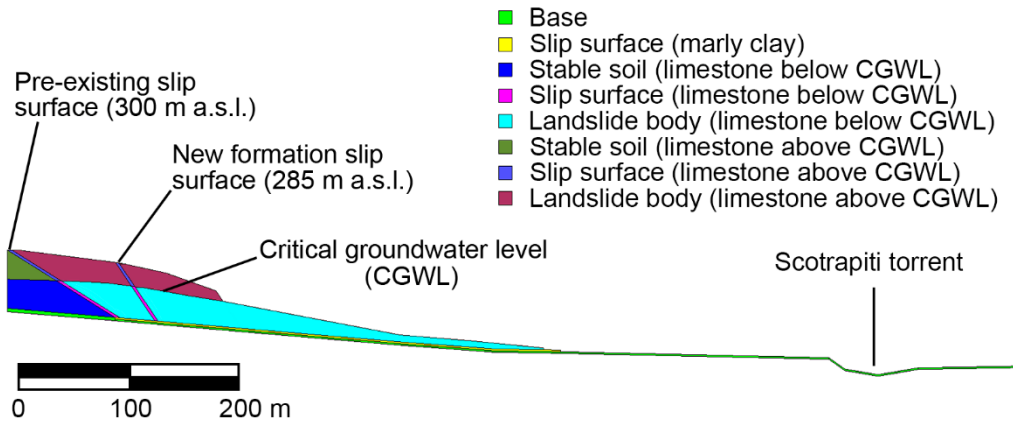 Base
Slip surface (marly clay)
Stable soil (limestone below CGWL)
Slip surface (limestone below CGWL)
Landslide body (limestone below CGWL)
Stable soil (limestone above CGWL)
Slip surface (limestone above CGWL)
Landslide body (limestone above CGWL)
Pre-existing slip
surface (300 m a.s.l.)
New formation slip
surface (285 m a.s.l.)
Critical groundwater level
(CGWL)
Scotrapiti torrent
0 100 200 m